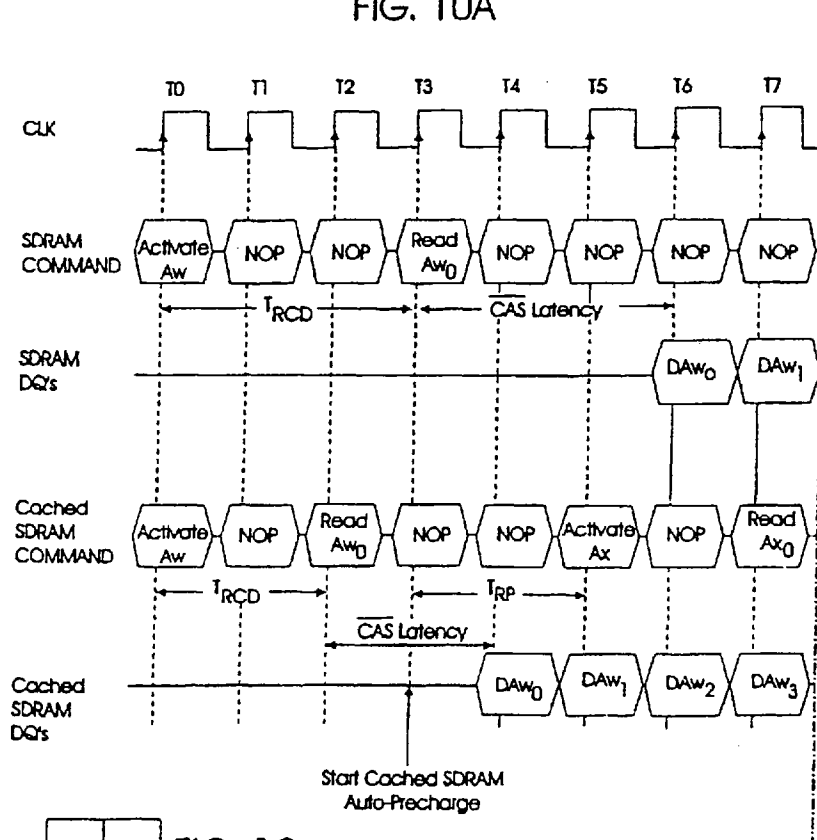 FIG. 10A
T0 T1 T2 T3 T4 T5 T6 T7
CLK
SDRAM
COMMAND
Activate
Aw
NOP
NOP
Read
Aw0
NOP
NOP
NOP
NOP
TRCD
CAS Latency
SDRAM
DQ's
DAw0
DAw1
Cached
SDRAM
COMMAND
Activate
Aw
NOP
Read
Aw0
NOP
NOP
Activate
Ax
NOP
Read
Ax0
TRCD
TRP
CAS Latency
Cached
SDRAM
DQ's
DAw0
DAw1
DAw2
DAw3
Start Cached SDRAM
Auto-Precharge